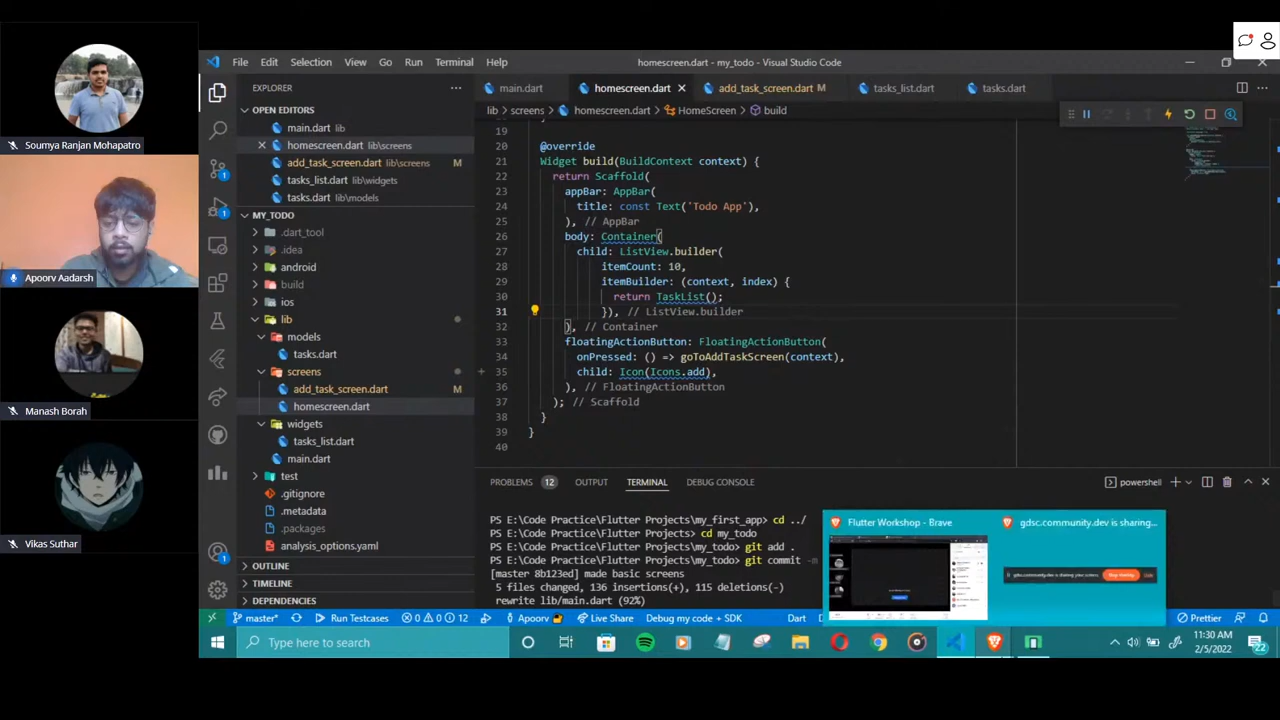 Soumya Ranjan Mohapatro
Apoorv Aadarsh
Manash Borah
Vikas Suthar
File Edit Selection View Go Run Terminal Help
homescreen.dart - my_todo - Visual Studio Code
EXPLORER
OPEN EDITORS
main.dart lib
homescreen.dart lib\screens
add_task_screen.dart lib\screens M
tasks_list.dart lib\widgets
tasks.dart lib\models
MY_TODO
.dart_tool
.idea
android
build
ios
lib
models
tasks.dart
screens
add_task_screen.dart M
homescreen.dart
widgets
tasks_list.dart
main.dart
test
.gitignore
.metadata
.packages
analysis_options.yaml
OUTLINE
TIMELINE
DEPENDENCIES
main.dart homescreen.dart add_task_screen.dart M tasks_list.dart tasks.dart
lib > screens > homescreen.dart > HomeScreen > build
19
20 @override
21 Widget build(BuildContext context) {
22 return Scaffold(
23 appBar: AppBar(
24 title: const Text('Todo App'),
25 ), // AppBar
26 body: Container(
27 child: ListView.builder(
28 itemCount: 10,
29 itemBuilder: (context, index) {
30 return TaskList();
31 }), // ListView.builder
32 ), // Container
33 floatingActionButton: FloatingActionButton(
34 onPressed: () => goToAddTaskScreen(context),
35 child: Icon(Icons.add),
36 ), // FloatingActionButton
37 ); // Scaffold
38 }
39 }
40
PROBLEMS 12 OUTPUT TERMINAL DEBUG CONSOLE powershell
PS E:\Code Practice\Flutter Projects\my_first_app> cd ../
PS E:\Code Practice\Flutter Projects> cd my_todo
PS E:\Code Practice\Flutter Projects\my_todo> git add .
PS E:\Code Practice\Flutter Projects\my_todo> git commit
[master 8b123ed] made basic screens
5 files changed, 136 insertions(+), 115 deletions(-)
rewrite lib/main.dart (92%)
Flutter Workshop - Brave
gdsc.community.dev is sharing...
gdsc.community.dev is sharing your screen.
Stop sharing
master* Run Testcases 0 0 12 Apoorv Live Share Debug my code + SDK Dart Prettier
Type here to search
11:30 AM
2/5/2022
22